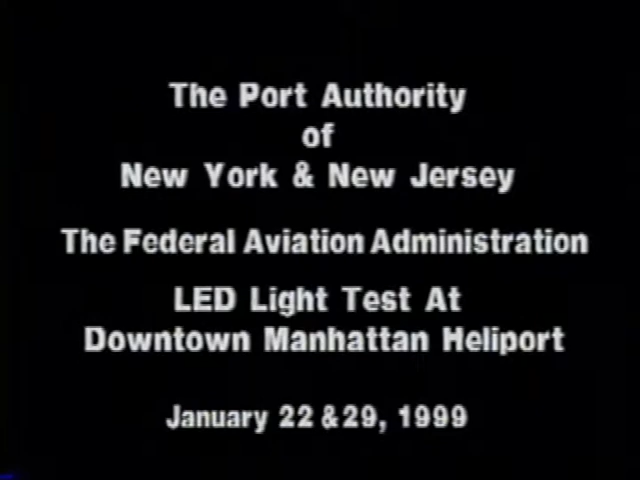 The Port Authority
of
New York & New Jersey
The Federal Aviation Administration
LED Light Test At
Downtown Manhattan Heliport
January 22 & 29, 1999